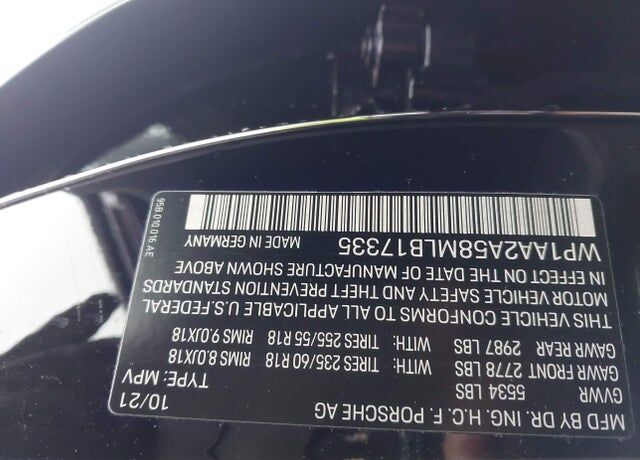 MFD BY DR. ING. H.C. F. PORSCHE AG
10/21
GVWR 5534 LBS TYPE: MPV
GAWR FRONT 2778 LBS WITH: TIRES 235/60 R18 RIMS 8.0JX18
GAWR REAR 2987 LBS WITH: TIRES 255/55 R18 RIMS 9.0JX18
THIS VEHICLE CONFORMS TO ALL APPLICABLE U.S.FEDERAL
MOTOR VEHICLE SAFETY AND THEFT PREVENTION STANDARDS
IN EFFECT ON THE DATE OF MANUFACTURE SHOWN ABOVE
WP1AA2A58MLB17335 MADE IN GERMANY
95B.010.016.AE